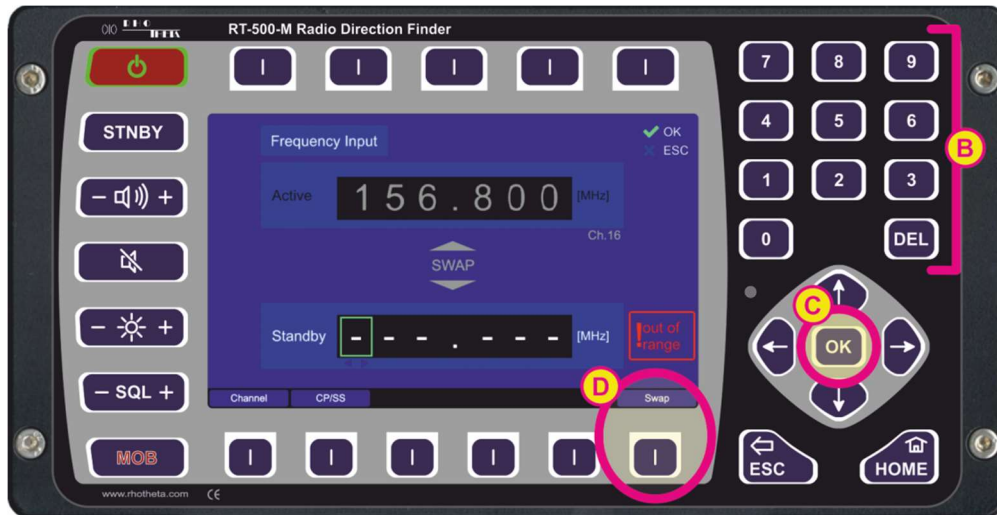 RHO THETA
RT-500-M Radio Direction Finder
STNBY
- +
- +
- SQL +
MOB
www.rhotheta.com CE
Frequency Input
OK
ESC
Active 156.800 [MHz]
Ch.16
SWAP
Standby - - - . - - - [MHz]
! out of
range
Channel CP/SS Swap
7 8 9
4 5 6
1 2 3
0 DEL
B
C
OK
D
ESC HOME